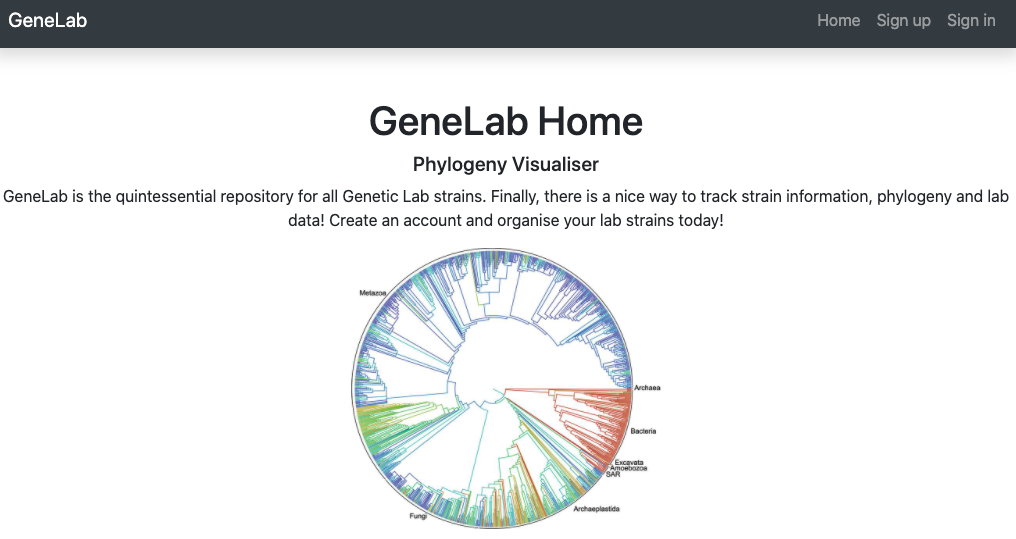 GeneLab Home Sign up Sign in
GeneLab Home
Phylogeny Visualiser
GeneLab is the quintessential repository for all Genetic Lab strains. Finally, there is a nice way to track strain information, phylogeny and lab
data! Create an account and organise your lab strains today!
Metazoa
Archaea
Bacteria
Excavata
Amoebozoa
SAR
Archaeplastida
Fungi